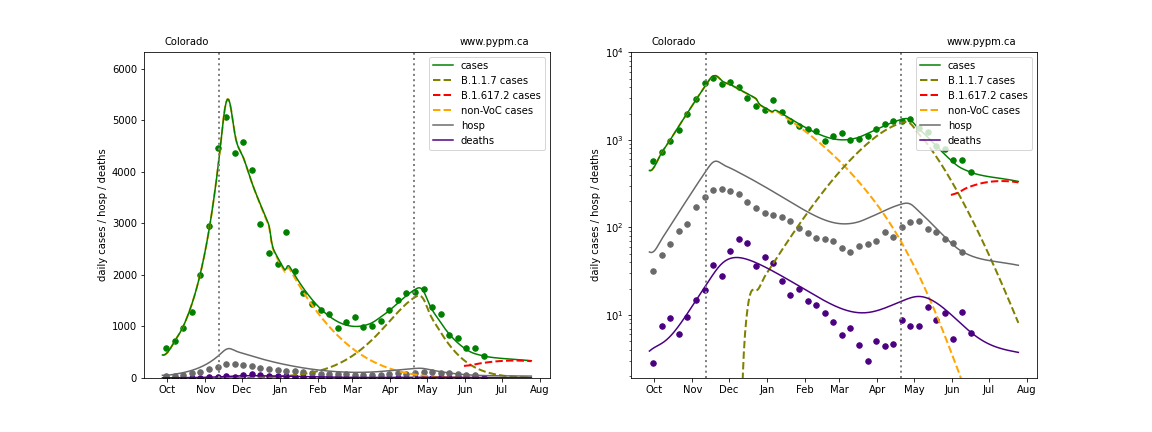 Colorado
www.pypm.ca
daily cases / hosp / deaths
6000
5000
4000
3000
2000
1000
0
Oct Nov Dec Jan Feb Mar Apr May Jun Jul Aug
cases
B.1.1.7 cases
B.1.617.2 cases
non-VoC cases
hosp
deaths
Colorado
www.pypm.ca
daily cases / hosp / deaths
10⁴
10³
10²
10¹
Oct Nov Dec Jan Feb Mar Apr May Jun Jul Aug
cases
B.1.1.7 cases
B.1.617.2 cases
non-VoC cases
hosp
deaths